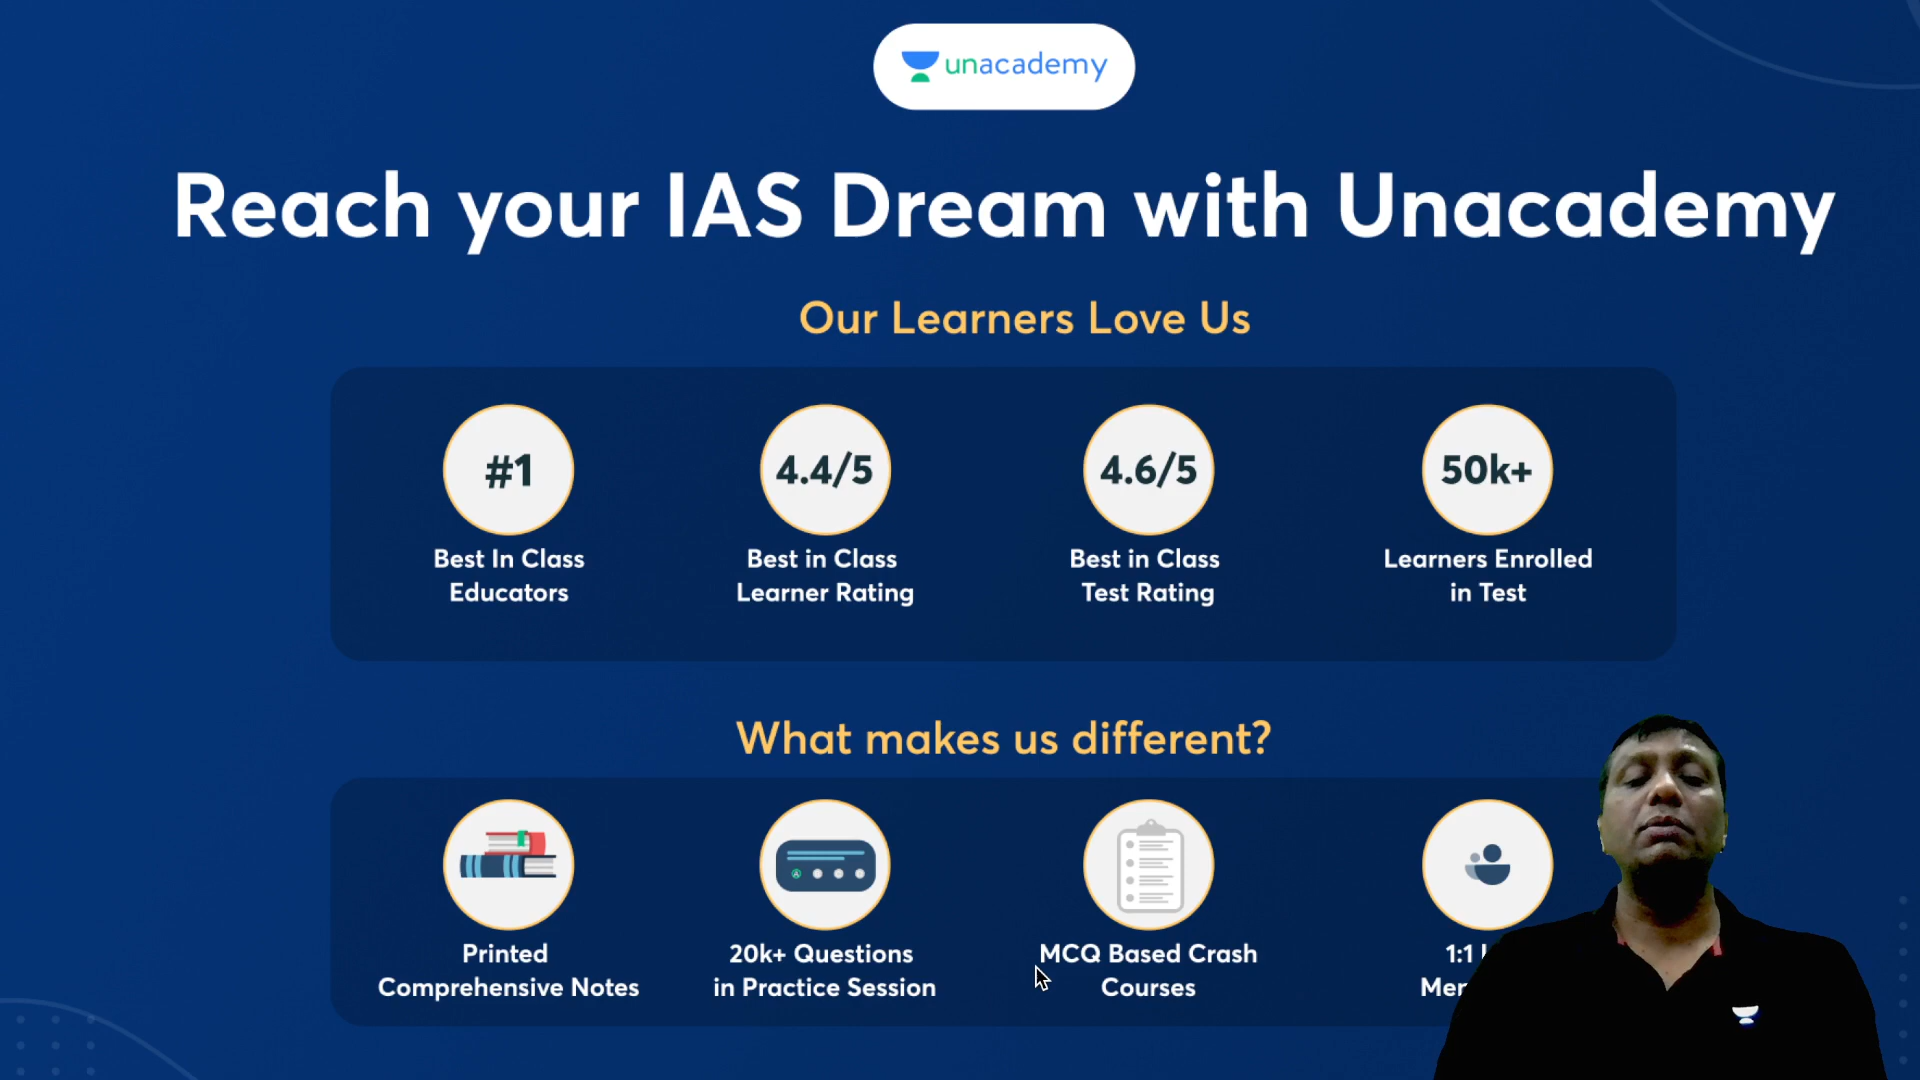 unacademy
Reach your IAS Dream with Unacademy
Our Learners Love Us
#1
4.4/5
4.6/5
50k+
Best In Class
Educators
Best in Class
Learner Rating
Best in Class
Test Rating
Learners Enrolled
in Test
What makes us different?
Printed
Comprehensive Notes
20k+ Questions
in Practice Session
MCQ Based Crash
Courses
1:1